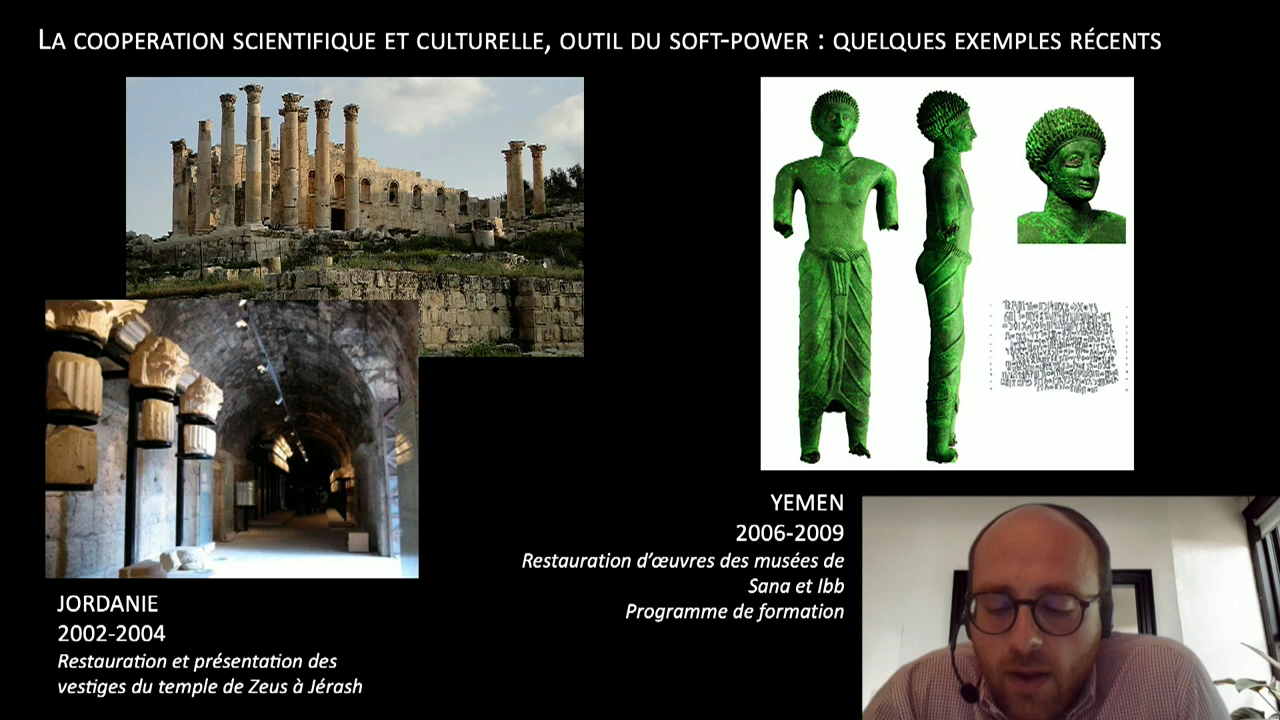 LA COOPERATION SCIENTIFIQUE ET CULTURELLE, OUTIL DU SOFT-POWER : QUELQUES EXEMPLES RÉCENTS
YEMEN
2006-2009
Restauration d’œuvres des musées de
Sana et Ibb
Programme de formation
JORDANIE
2002-2004
Restauration et présentation des
vestiges du temple de Zeus à Jérash